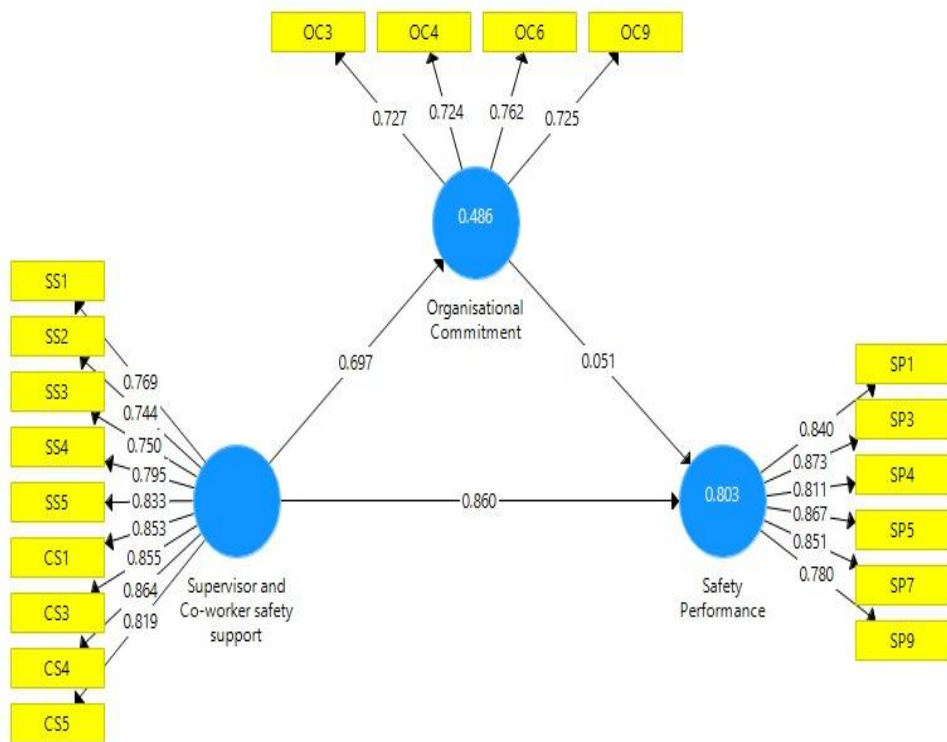 OC3 OC4 OC6 OC9
0.727 0.724 0.762 0.725
0.486
Organisational
Commitment
0.697
0.051
SS1
SS2
SS3
SS4
SS5
CS1
CS3
CS4
CS5
0.769
0.744
0.750
0.795
0.833
0.853
0.855
0.864
0.819
Supervisor and
Co-worker safety
support
0.860
0.803
Safety
Performance
0.840
0.873
0.811
0.867
0.851
0.780
SP1
SP3
SP4
SP5
SP7
SP9